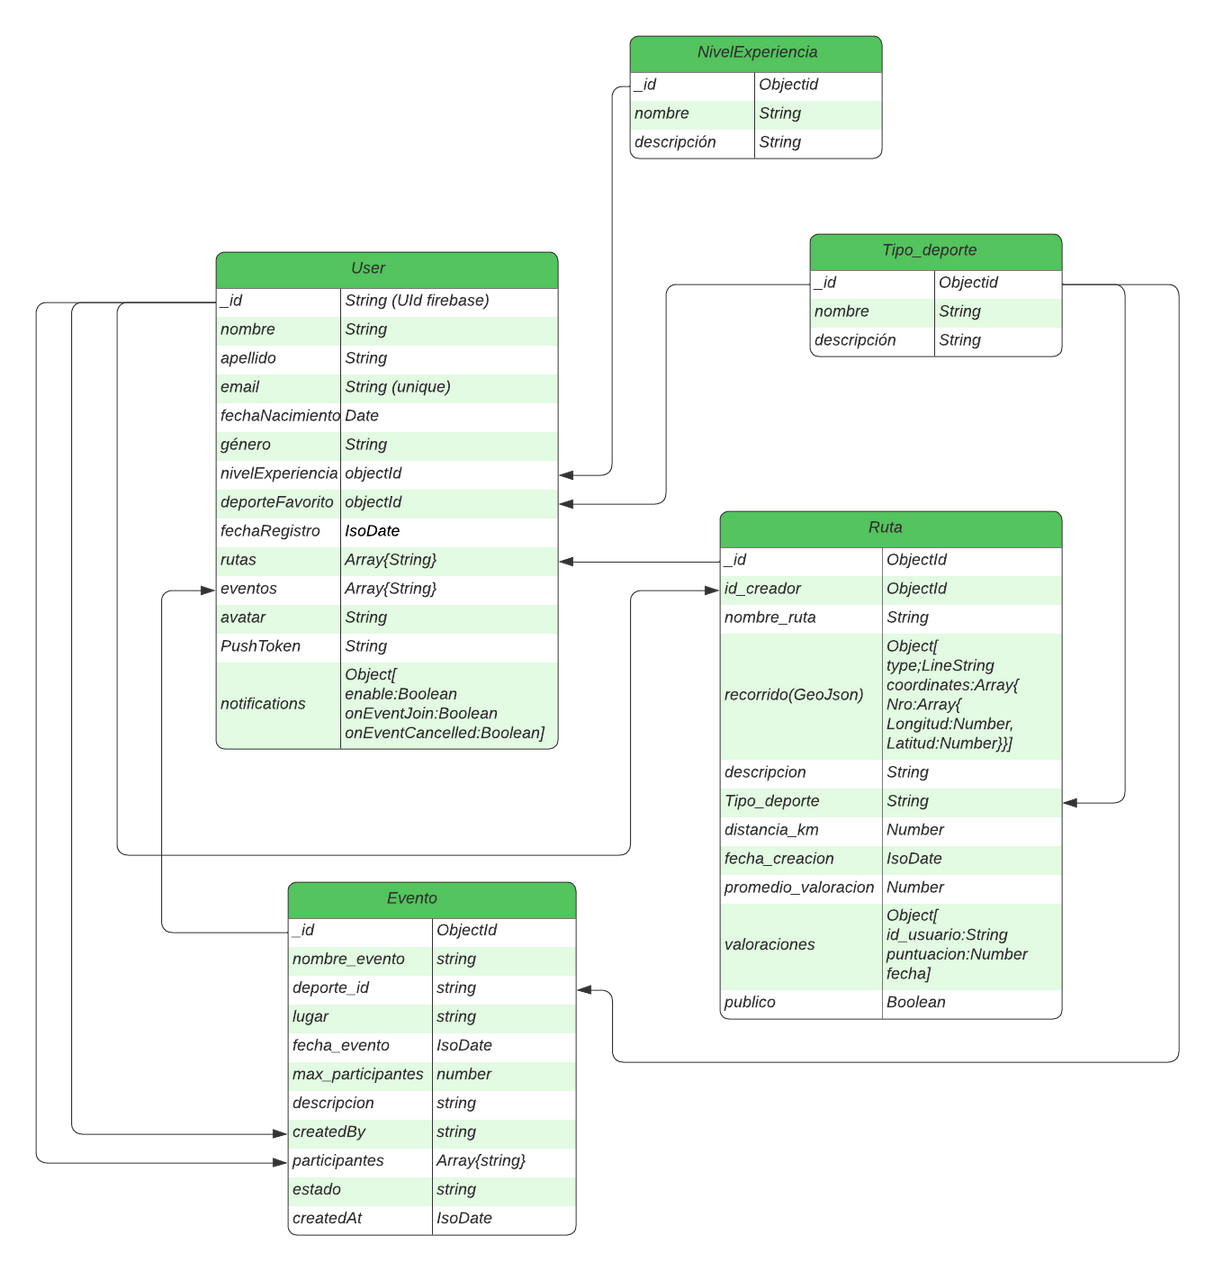 NivelExperiencia
_id Objectid
nombre String
descripción String
Tipo_deporte
_id Objectid
nombre String
descripción String
User
_id String (UId firebase)
nombre String
apellido String
email String (unique)
fechaNacimiento Date
género String
nivelExperiencia objectId
deporteFavorito objectId
fechaRegistro IsoDate
rutas Array{String}
eventos Array{String}
avatar String
PushToken String
notifications
Object[
enable:Boolean
onEventJoin:Boolean
onEventCancelled:Boolean]
Ruta
_id ObjectId
id_creador ObjectId
nombre_ruta String
recorrido(GeoJson)
Object[
type;LineString
coordinates:Array{
Nro:Array{
Longitud:Number,
Latitud:Number}}]
descripcion String
Tipo_deporte String
distancia_km Number
fecha_creacion IsoDate
promedio_valoracion Number
valoraciones
Object[
id_usuario:String
puntuacion:Number
fecha]
publico Boolean
Evento
_id ObjectId
nombre_evento string
deporte_id string
lugar string
fecha_evento IsoDate
max_participantes number
descripcion string
createdBy string
participantes Array{string}
estado string
createdAt IsoDate